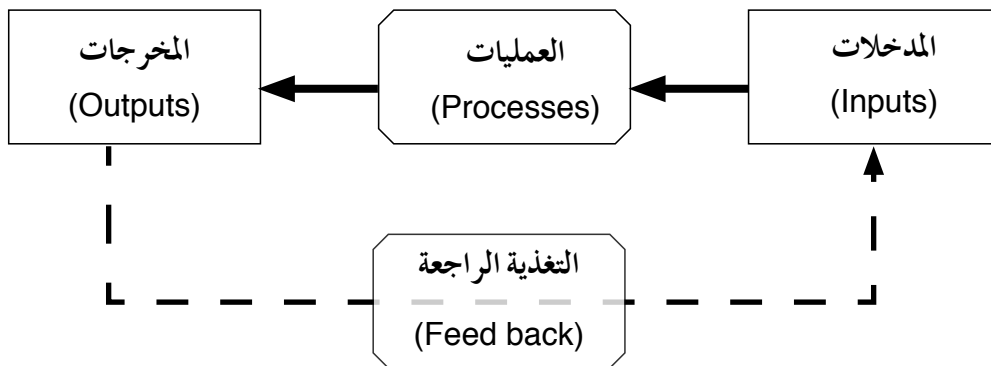 المدخلات
(Inputs)
العمليات
(Processes)
المخرجات
(Outputs)
التغذية الراجعة
(Feed back)